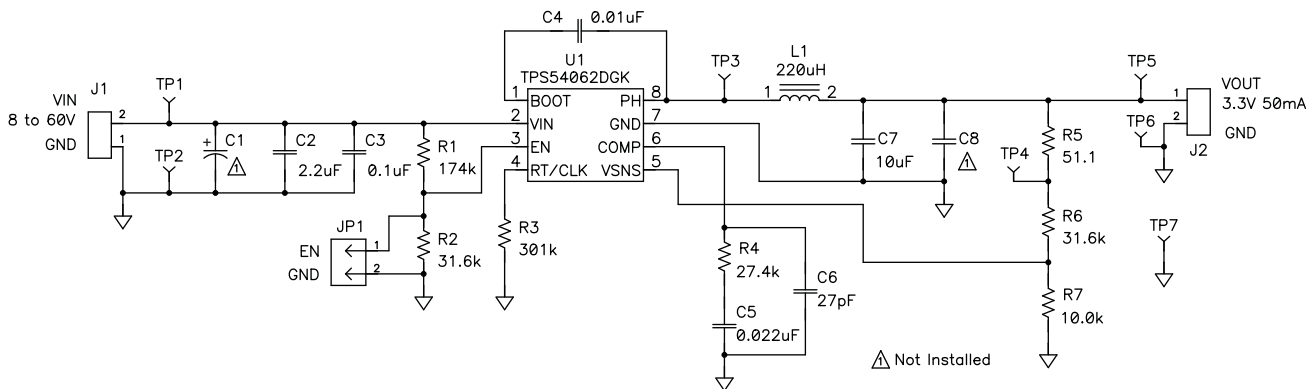 C4 0.01uF
U1
TPS54062DGK
1 BOOT PH 8
2 VIN GND 7
3 EN COMP 6
4 RT/CLK VSNS 5
J1
VIN
8 to 60V
GND
2
1
TP1
TP2
+
C1
1
C2
2.2uF
C3
0.1uF
R1
174k
JP1
EN
GND
1
2
R2
31.6k
R3
301k
TP3
L1
220uH
1 2
C7
10uF
C8
1
R4
27.4k
C5
0.022uF
C6
27pF
TP4
R5
51.1
R6
31.6k
R7
10.0k
TP5
TP6
1
2
VOUT
3.3V 50mA
GND
J2
TP7
1 Not Installed